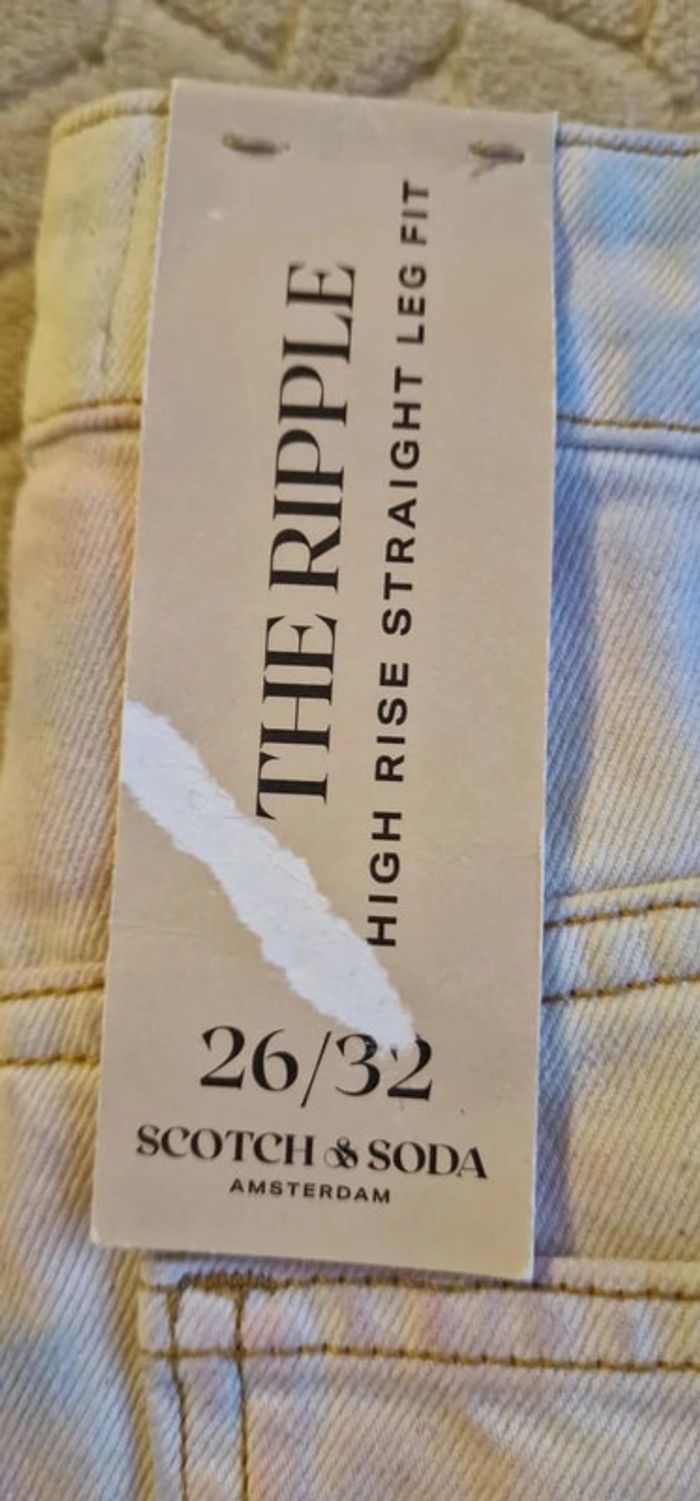 THE RIPPLE
HIGH RISE STRAIGHT LEG FIT
26/32
SCOTCH & SODA
AMSTERDAM